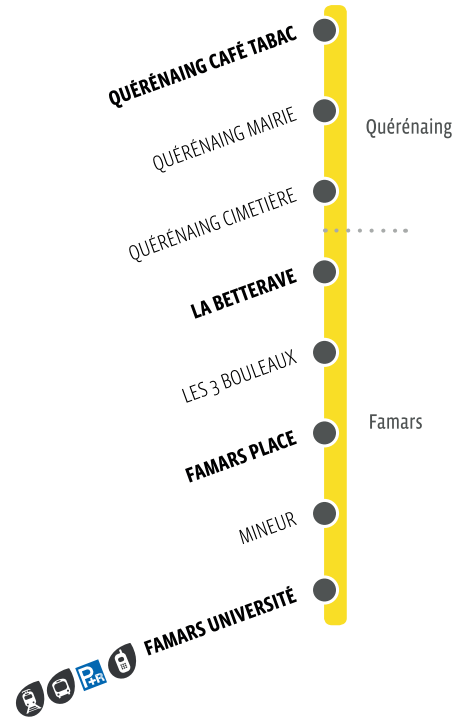 QUÉRÉNAING CAFÉ TABAC
QUÉRÉNAING MAIRIE
Quérénaing
QUÉRÉNAING CIMETIÈRE
LA BETTERAVE
LES 3 BOULEAUX
Famars
FAMARS PLACE
MINEUR
FAMARS UNIVERSITÉ
P+R